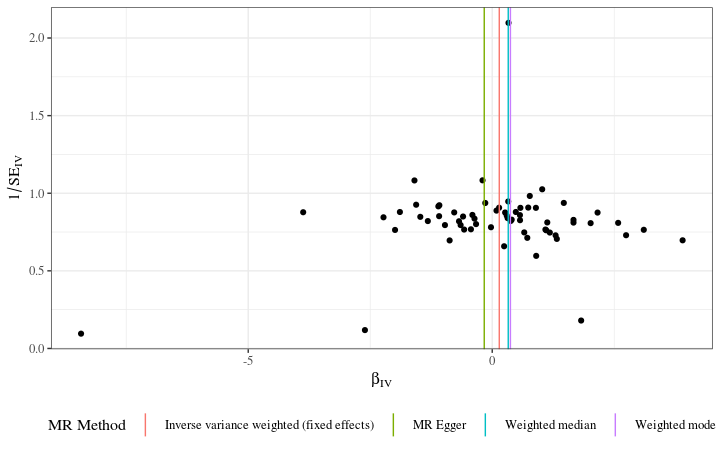 2.0
1.5
1.0
0.5
0.0
1/SE_IV
-5
0
β_IV
MR Method
Inverse variance weighted (fixed effects)
MR Egger
Weighted median
Weighted mode